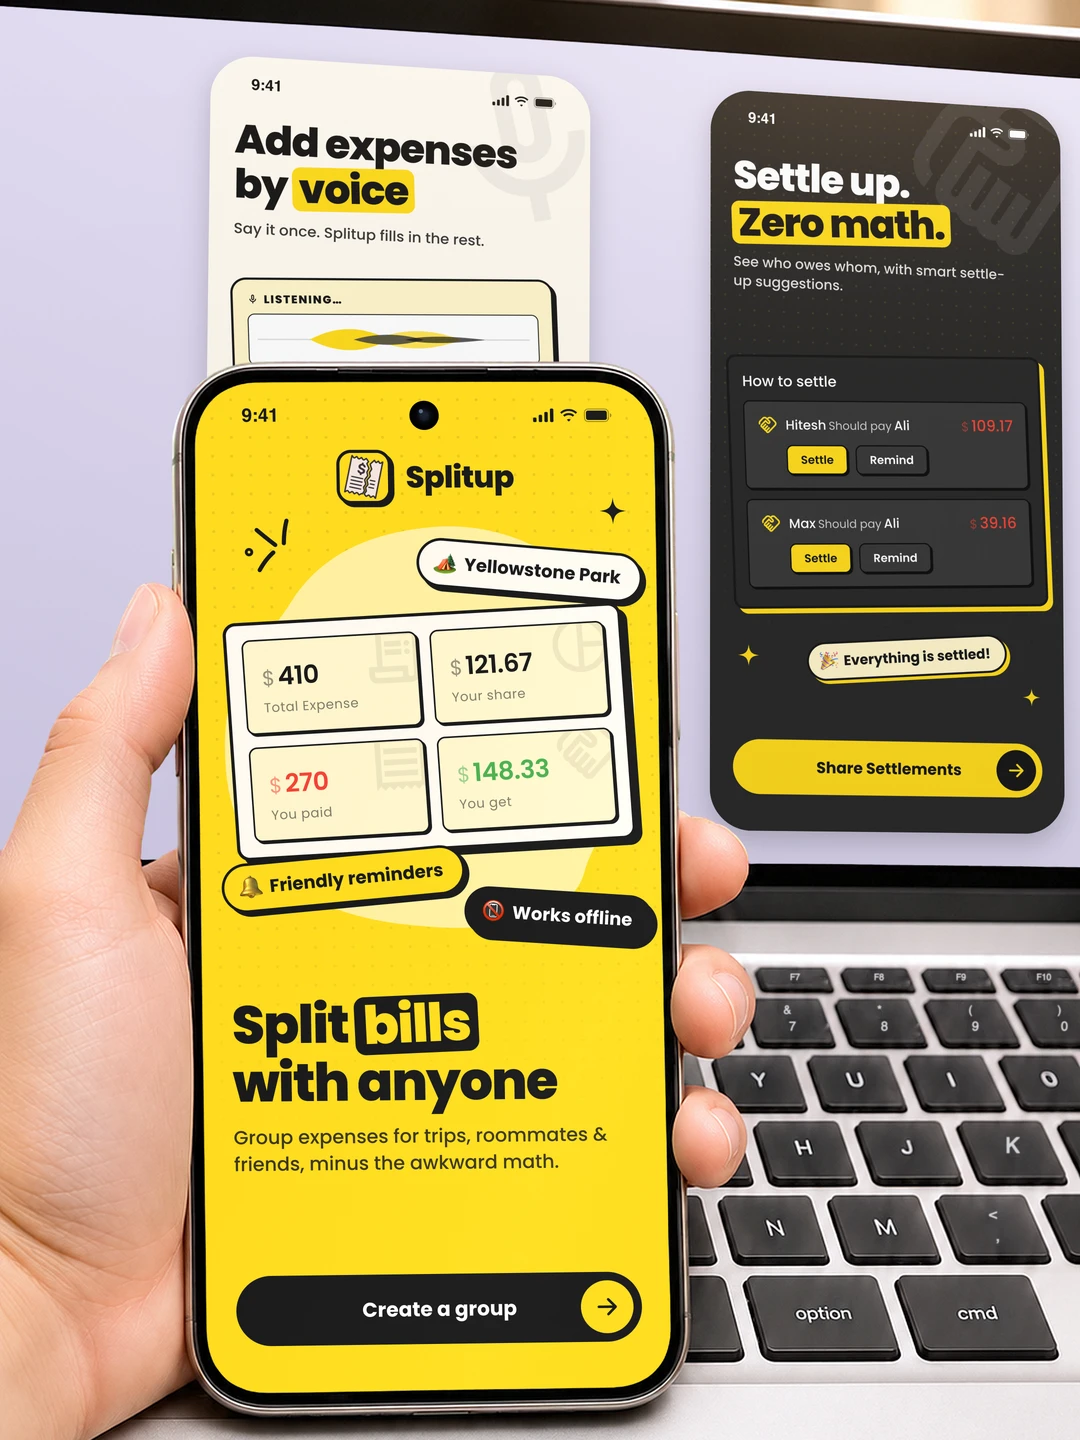 9:41
Add expenses
by voice
Say it once. Splitup fills in the rest.
LISTENING...
9:41
Settle up.
Zero math.
See who owes whom, with smart settle-
up suggestions.
How to settle
Hitesh Should pay Ali $ 109.17
Settle Remind
Max Should pay Ali $ 39.16
Settle Remind
🎉 Everything is settled!
Share Settlements
9:41
Splitup
🏕️ Yellowstone Park
$ 410
Total Expense
$ 121.67
Your share
$ 270
You paid
$ 148.33
You get
🔔 Friendly reminders
📵 Works offline
Split bills
with anyone
Group expenses for trips, roommates &
friends, minus the awkward math.
Create a group
F7 F8 F9 F10
& * ( )
7 8 9 0
Y U I O
H J K
N M <
,
option cmd